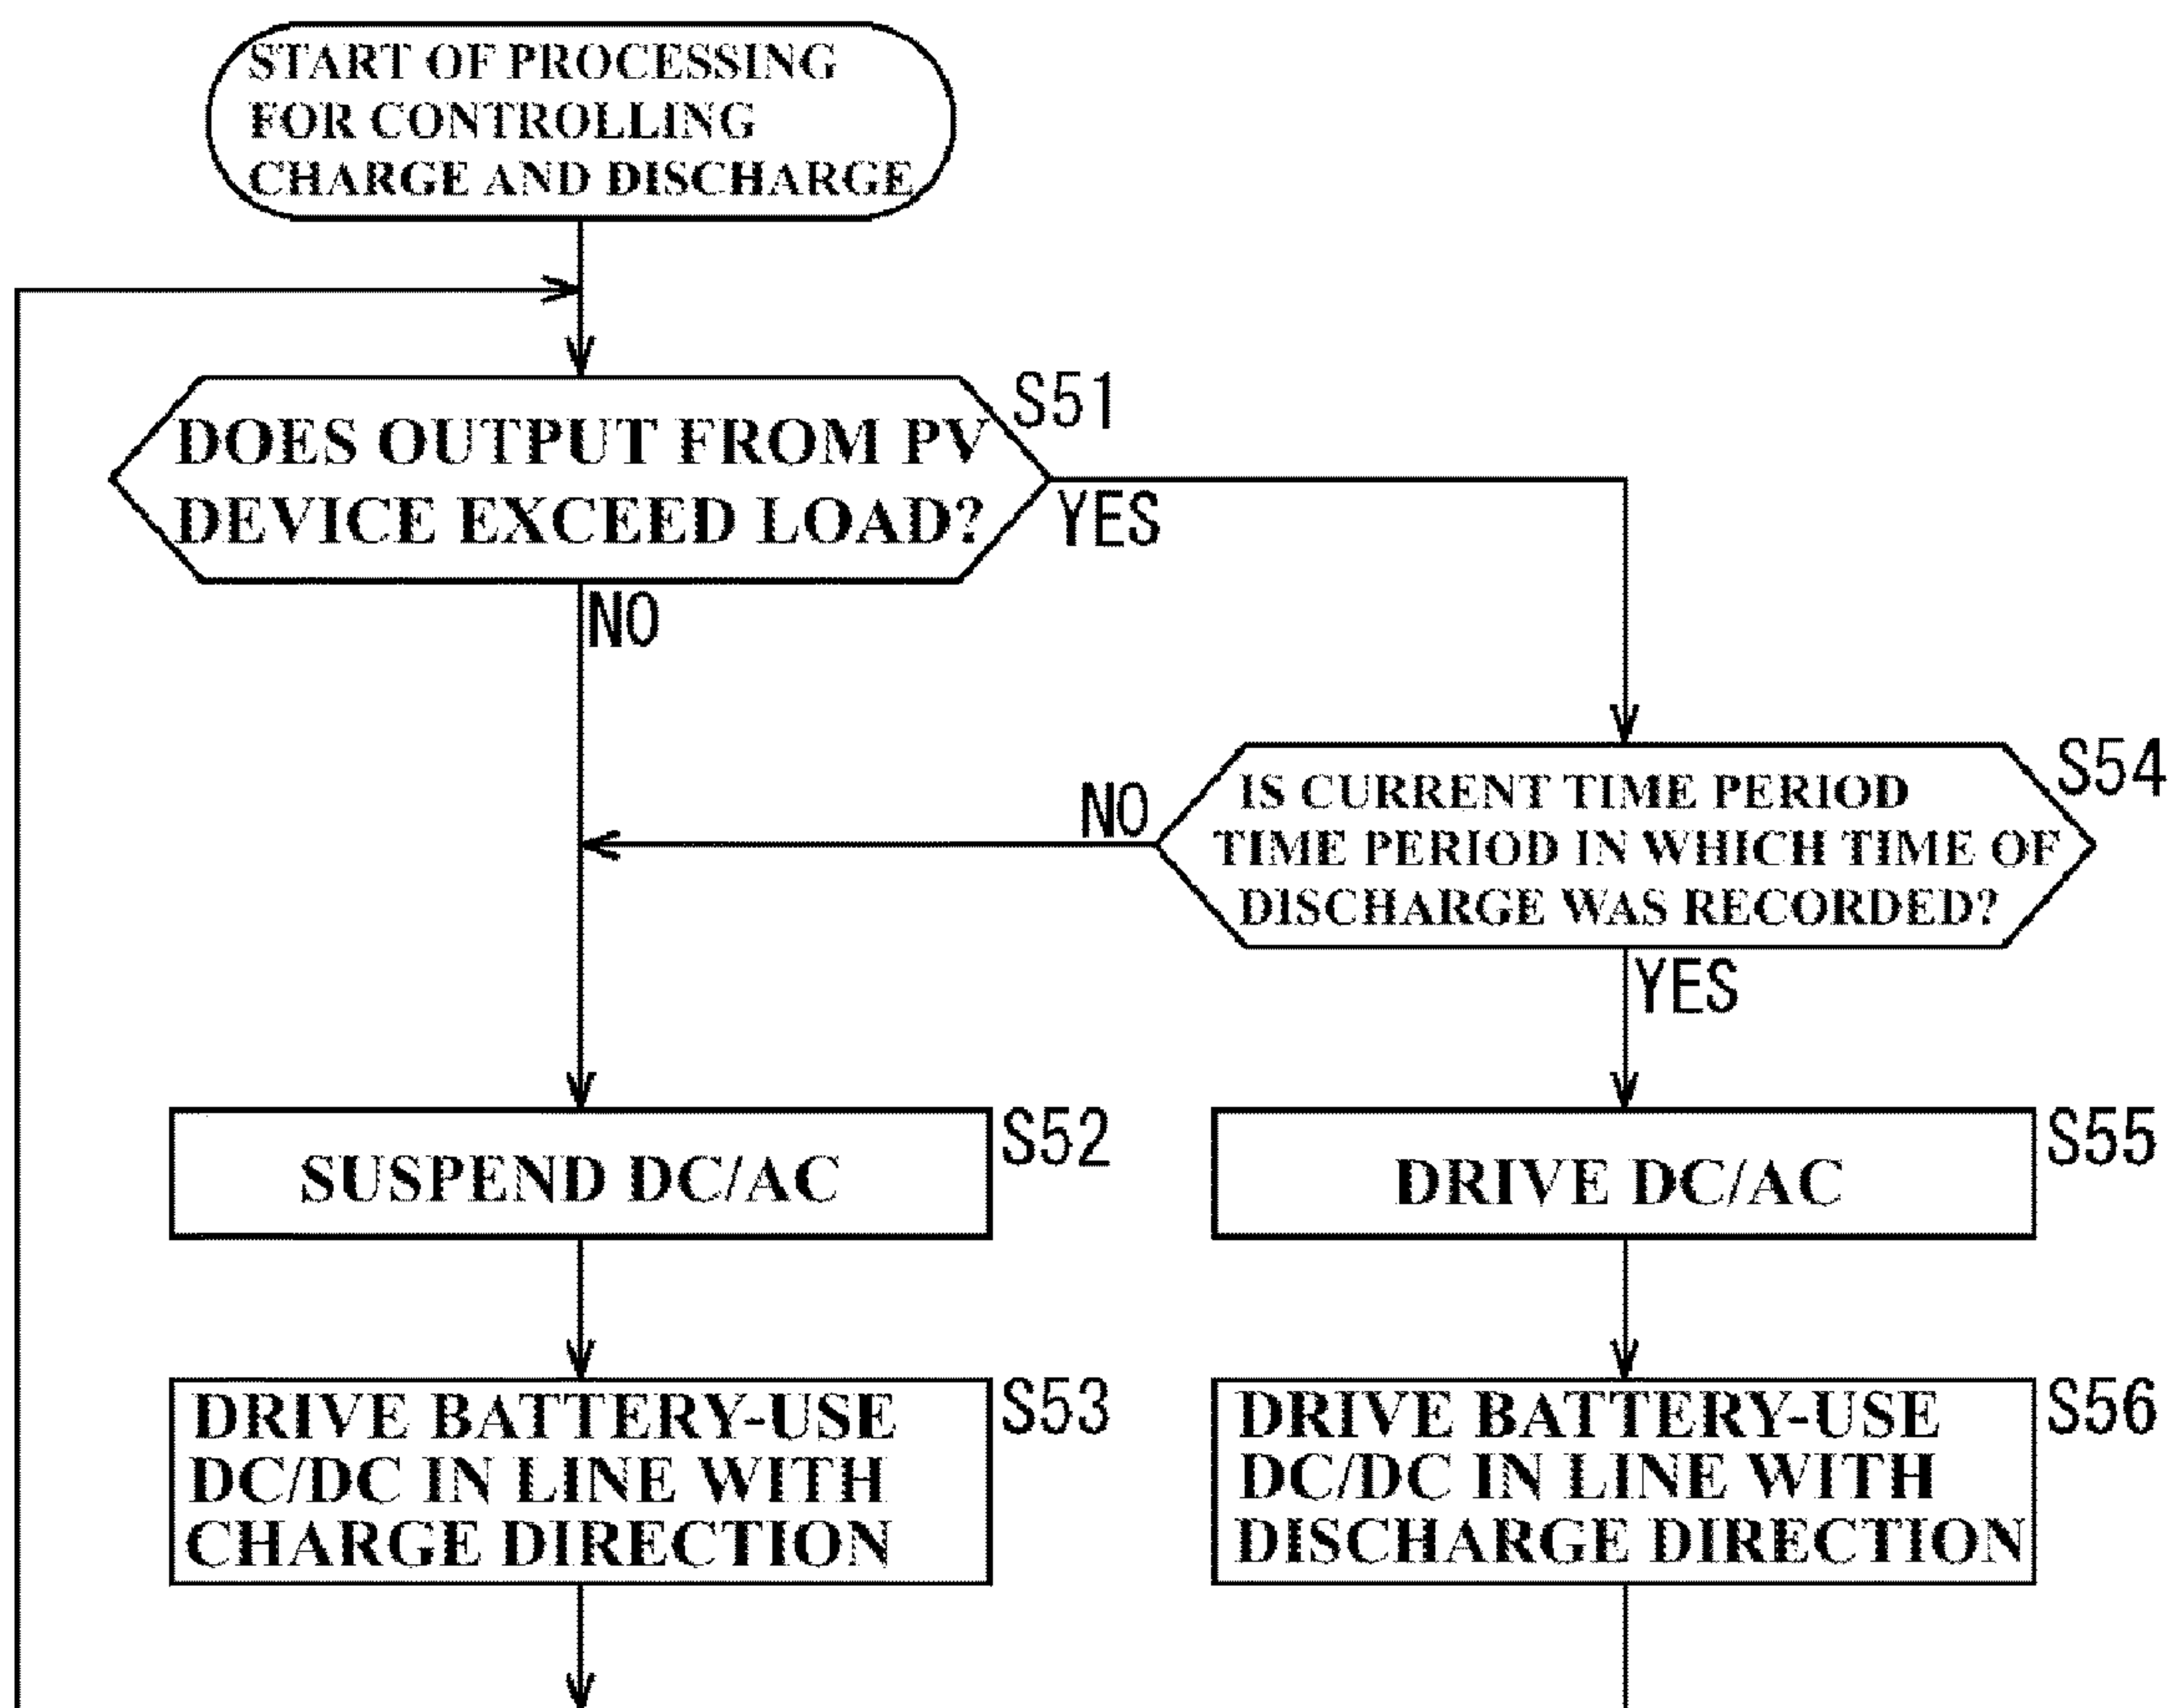 START OF PROCESSING
FOR CONTROLLING
CHARGE AND DISCHARGE
S51
DOES OUTPUT FROM PV
DEVICE EXCEED LOAD?
YES
NO
S54
NO
IS CURRENT TIME PERIOD
TIME PERIOD IN WHICH TIME OF
DISCHARGE WAS RECORDED?
YES
S52
SUSPEND DC/AC
S55
DRIVE DC/AC
S53
DRIVE BATTERY-USE
DC/DC IN LINE WITH
CHARGE DIRECTION
S56
DRIVE BATTERY-USE
DC/DC IN LINE WITH
DISCHARGE DIRECTION